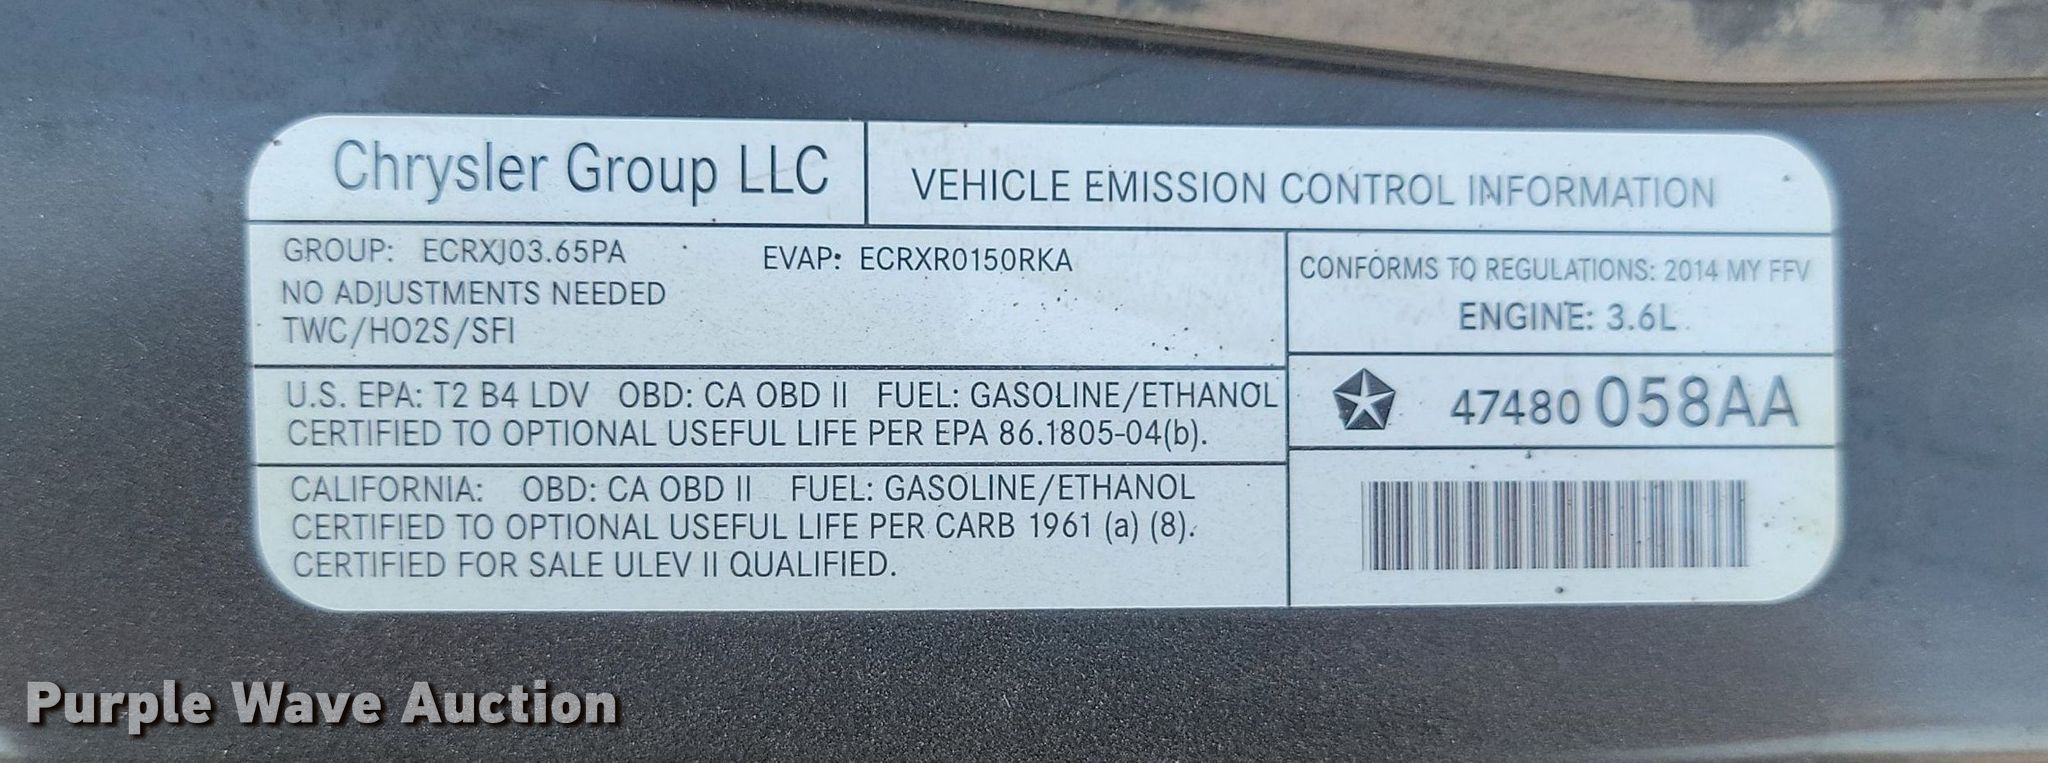 Chrysler Group LLC
VEHICLE EMISSION CONTROL INFORMATION
GROUP: ECRXJ03.65PA EVAP: ECRXR0150RKA
NO ADJUSTMENTS NEEDED
TWC/HO2S/SFI
CONFORMS TO REGULATIONS: 2014 MY FFV
ENGINE: 3.6L
U.S. EPA: T2 B4 LDV OBD: CA OBD II FUEL: GASOLINE/ETHANOL
CERTIFIED TO OPTIONAL USEFUL LIFE PER EPA 86.1805-04(b).
47480 058AA
CALIFORNIA: OBD: CA OBD II FUEL: GASOLINE/ETHANOL
CERTIFIED TO OPTIONAL USEFUL LIFE PER CARB 1961 (a) (8).
CERTIFIED FOR SALE ULEV II QUALIFIED.
Purple Wave Auction